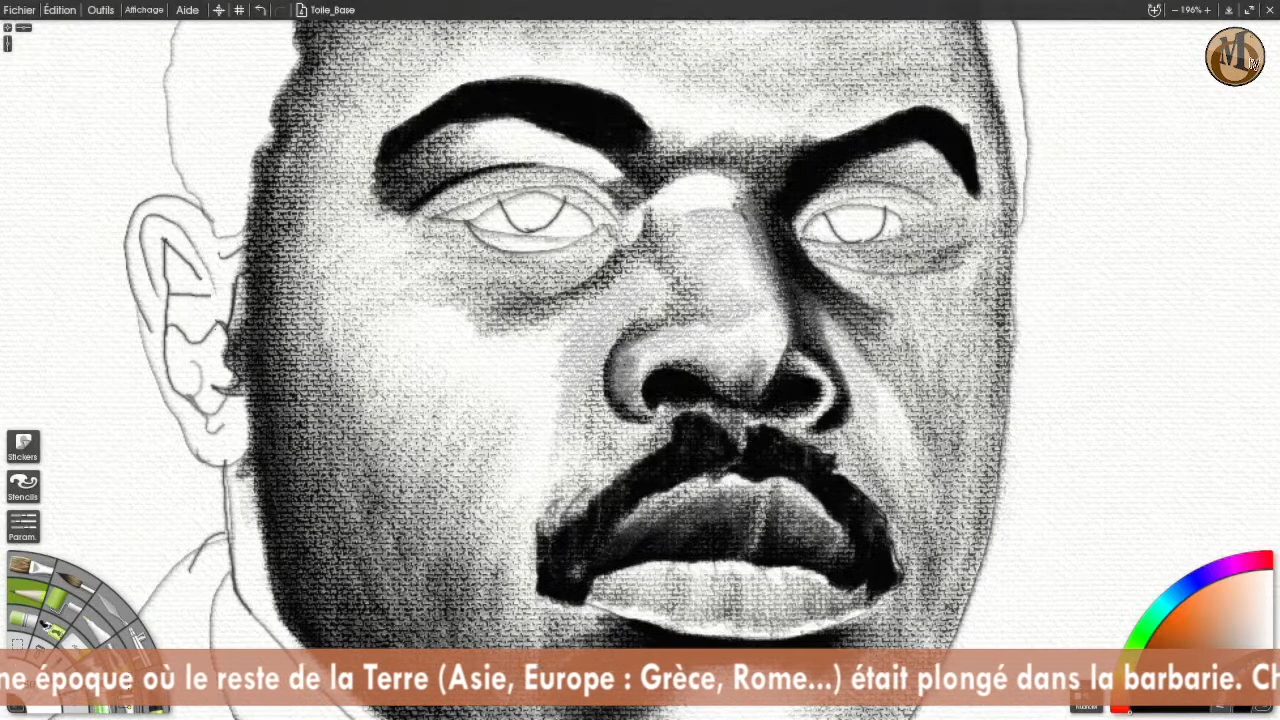 Fichier Édition Outils Affichage Aide Toile_Base 196%
M
Stickers
Stencils
Param.
ne époque où le reste de la Terre (Asie, Europe : Grèce, Rome...) était plongé dans la barbarie. Ch